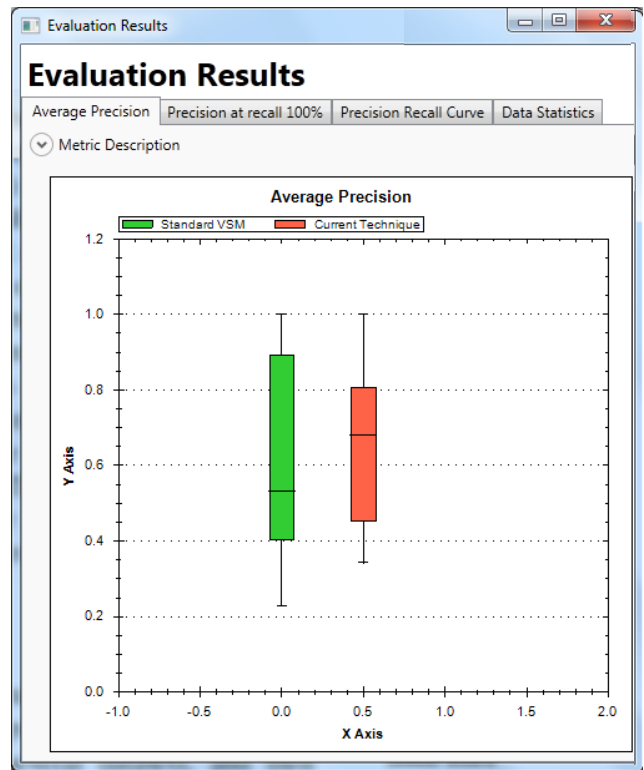 Evaluation Results
Evaluation Results
Average Precision Precision at recall 100% Precision Recall Curve Data Statistics
Metric Description
Average Precision
Standard VSM Current Technique
1.2
1.0
0.8
0.6
0.4
0.2
0.0
Y Axis
-1.0 -0.5 0.0 0.5 1.0 1.5 2.0
X Axis